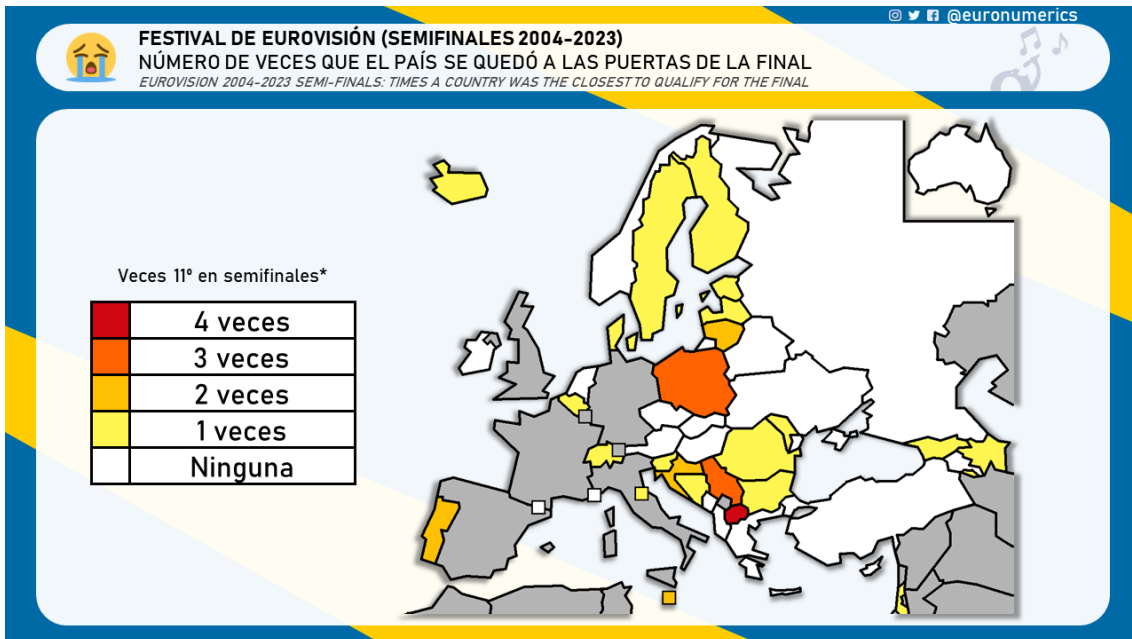 @euronumerics
FESTIVAL DE EUROVISIÓN (SEMIFINALES 2004-2023)
NÚMERO DE VECES QUE EL PAÍS SE QUEDÓ A LAS PUERTAS DE LA FINAL
EUROVISION 2004-2023 SEMI-FINALS: TIMES A COUNTRY WAS THE CLOSEST TO QUALIFY FOR THE FINAL
Veces 11º en semifinales*
4 veces
3 veces
2 veces
1 veces
Ninguna